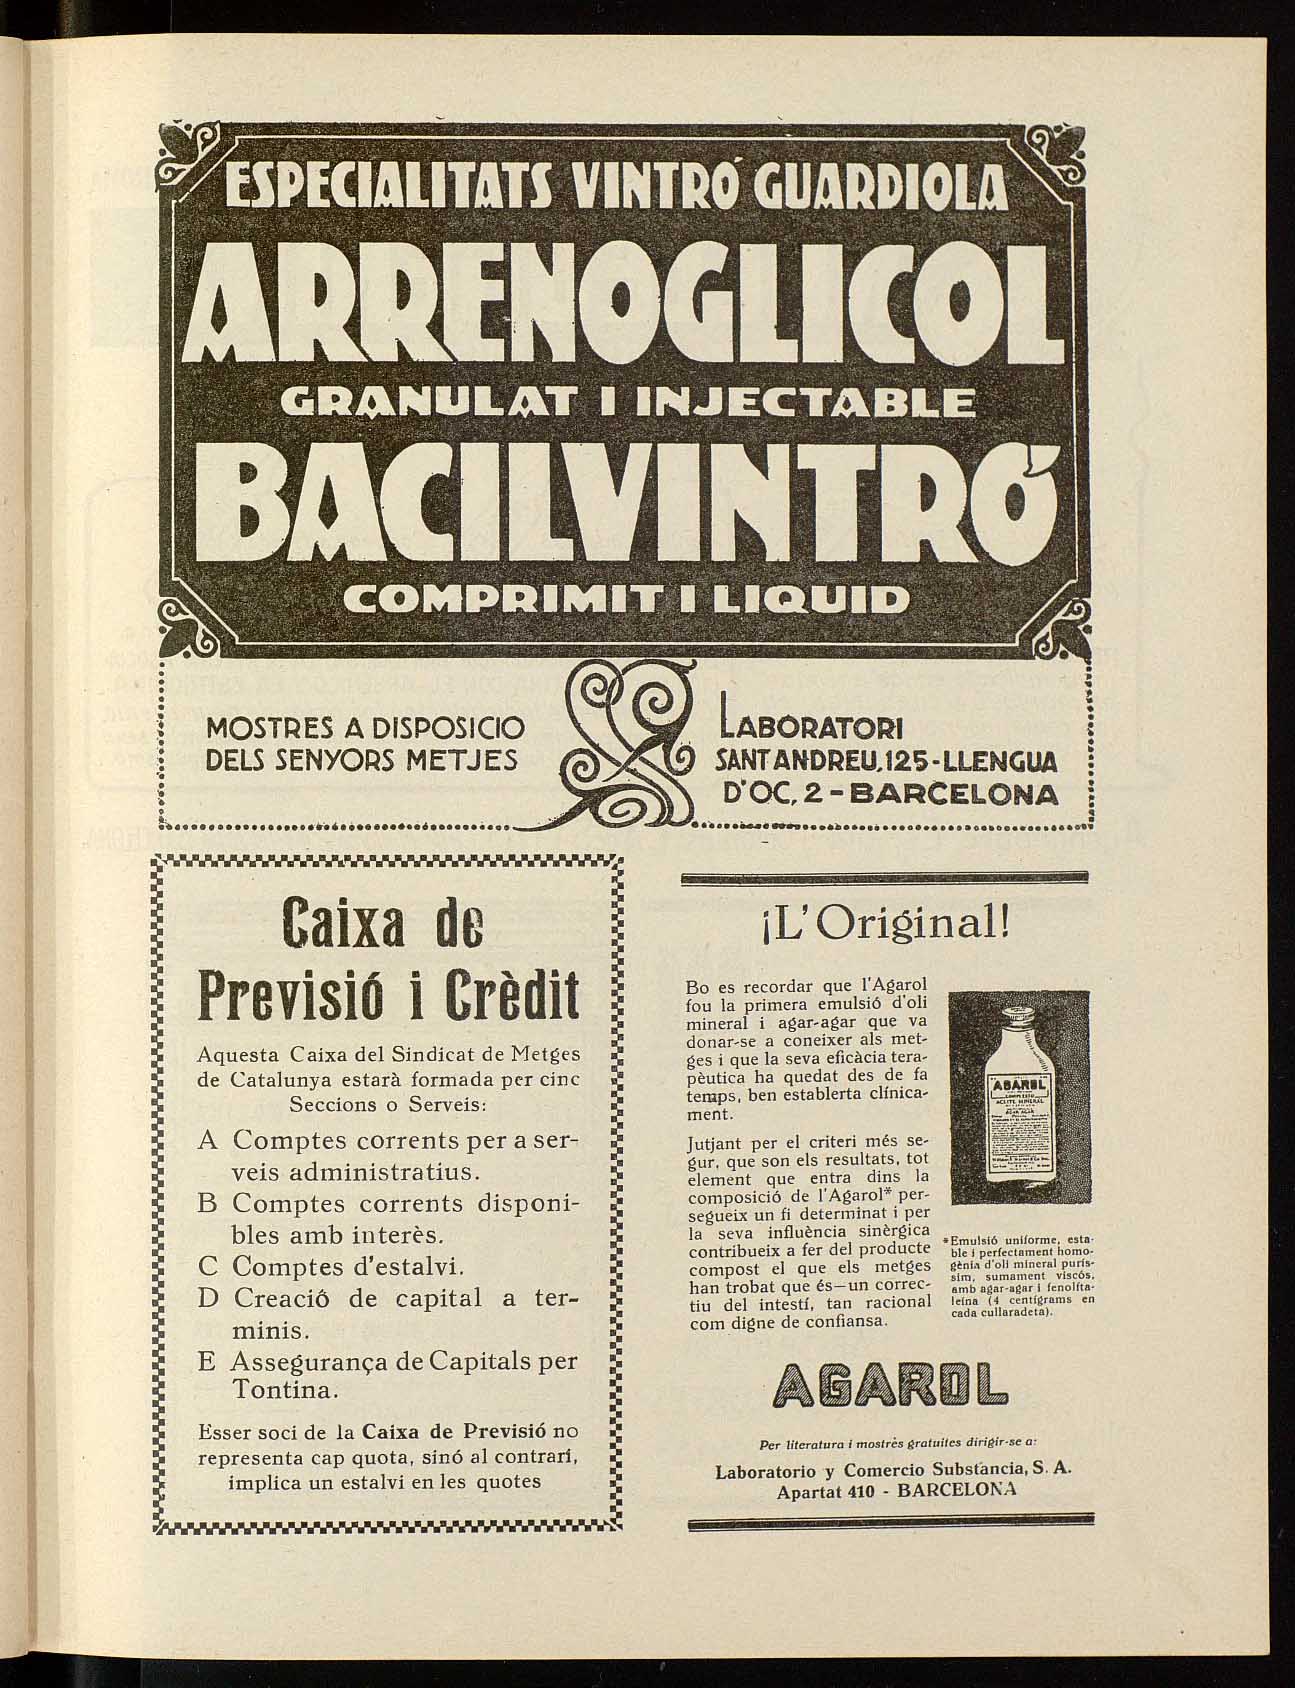 ESPECIALITATS VINTRÓ GUARDIOLA
ARRENOGLICOL
GRANULAT I INJECTABLE
BACILVINTRÓ
COMPRIMIT I LIQUID
MOSTRES A DISPOSICIO
DELS SENYORS METJES
LABORATORI
SANT ANDREU, 125 - LLENGUA
D'OC, 2 - BARCELONA
Caixa de
Previsió i Crèdit
Aquesta Caixa del Sindicat de Metges
de Catalunya estarà formada per cinc
Seccions o Serveis:
A Comptes corrents per a ser-
veis administratius.
B Comptes corrents disponi-
bles amb interès.
C Comptes d'estalvi.
D Creació de capital a ter-
minis.
E Assegurança de Capitals per
Tontina.
Esser soci de la Caixa de Previsió no
representa cap quota, sinó al contrari,
implica un estalvi en les quotes
¡L'Original!
Bo es recordar que l'Agarol
fou la primera emulsió d'oli
mineral i agar-agar que va
donar-se a coneixer als met-
ges i que la seva eficàcia tera-
pèutica ha quedat des de fa
temps, ben establerta clínica-
ment.
Jutjant per el criteri més se-
gur, que son els resultats, tot
element que entra dins la
composició de l'Agarol* per-
segueix un fi determinat i per
la seva influència sinèrgica
contribueix a fer del producte
compost el que els metges
han trobat que és—un correc-
tiu del intestí, tan racional
com digne de confiansa.
AGAROL
ACEITE MINERAL
AGAR AGAR
*Emulsió uniforme, esta-
ble i perfectament homo-
gènia d'oli mineral purís-
sim, sumament viscós,
amb agar-agar i fenolfta-
leína (4 centígrams en
cada cullaradeta).
AGAROL
Per literatura i mostrès gratuites dirigir-se a:
Laboratorio y Comercio Substancia, S. A.
Apartat 410 - BARCELONA